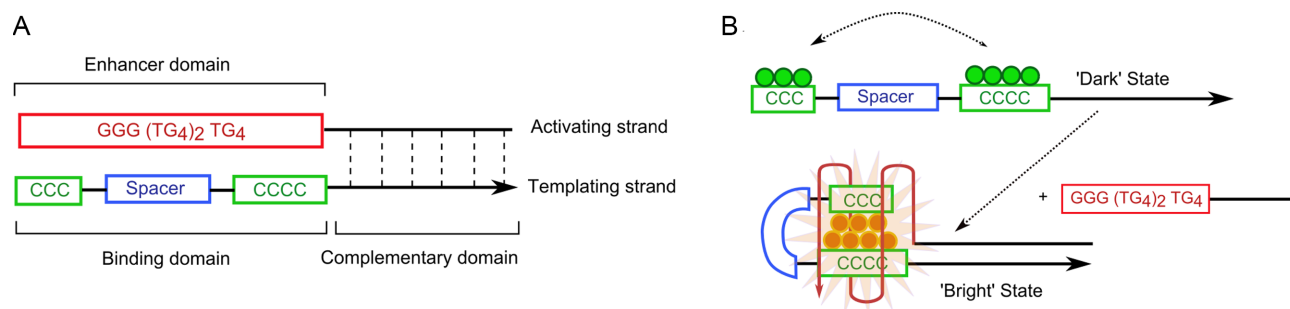 A
Enhancer domain
GGG (TG4)2 TG4
Activating strand
CCC
Spacer
CCCC
Templating strand
Binding domain
Complementary domain
B
CCC
Spacer
CCCC
'Dark' State
+
GGG (TG4)2 TG4
CCC
CCCC
'Bright' State